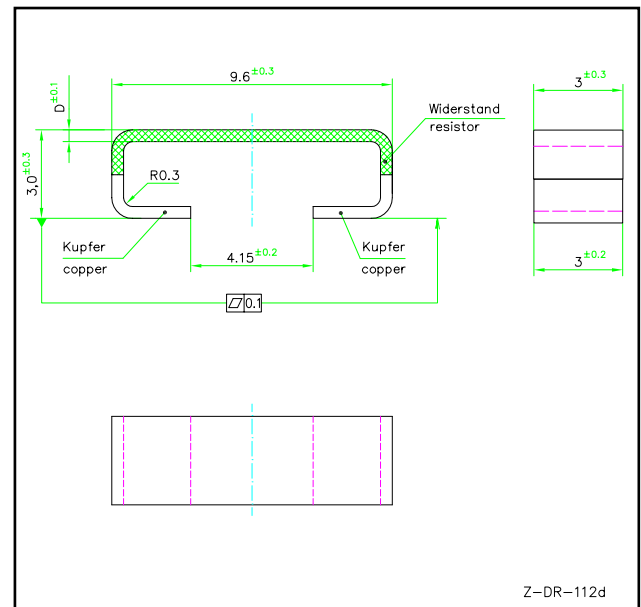 9.6±0.3
3±0.3
D±0.1
Widerstand
resistor
3,0±0.3
R0.3
Kupfer
copper
4.15±0.2
Kupfer
copper
3±0.2
0.1
Z-DR-112d